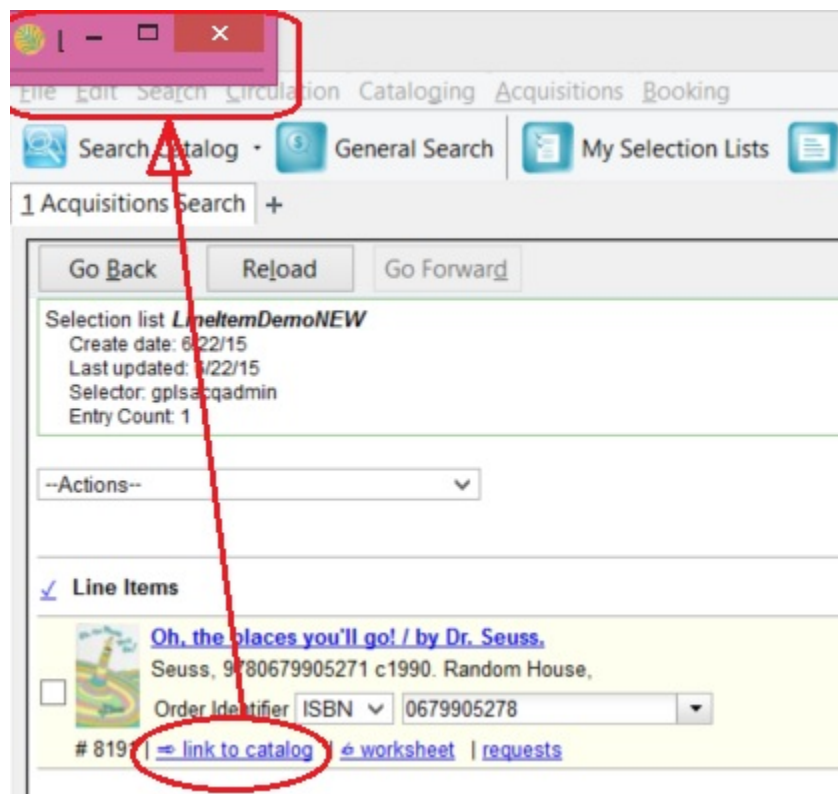 File Edit Search Circulation Cataloging Acquisitions Booking
Search Catalog General Search My Selection Lists
1 Acquisitions Search +
Go Back Reload Go Forward
Selection list LineItemDemoNEW
Create date: 6/22/15
Last updated: 6/22/15
Selector: gplsacqadmin
Entry Count: 1
--Actions--
Line Items
Oh, the places you'll go! / by Dr. Seuss.
Seuss, 9780679905271 c1990. Random House,
Order Identifier ISBN 0679905278
# 8191 | link to catalog | worksheet | requests